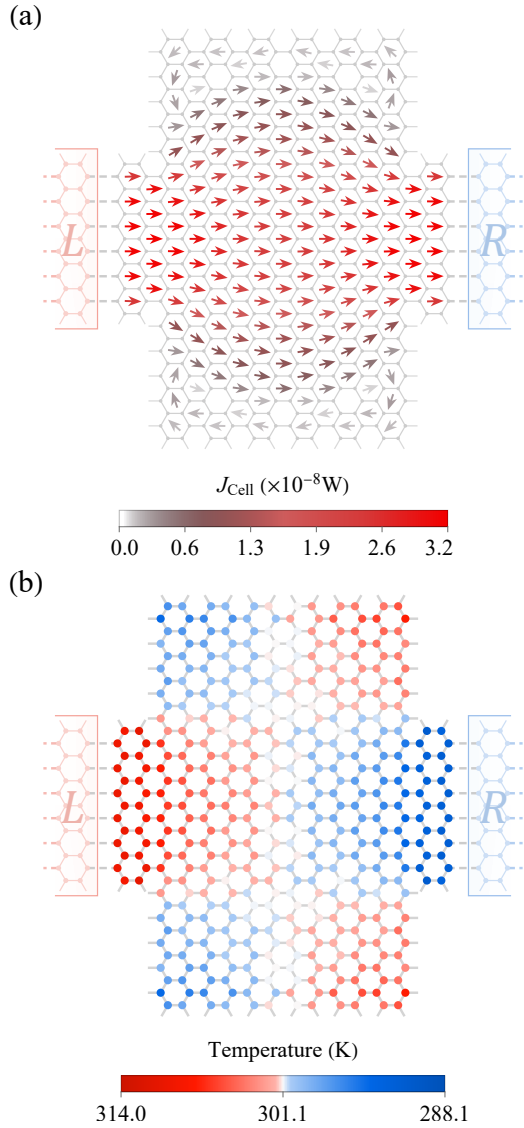 (a)
L
R
J_Cell (×10⁻⁸W)
0.0 0.6 1.3 1.9 2.6 3.2
(b)
L
R
Temperature (K)
314.0 301.1 288.1